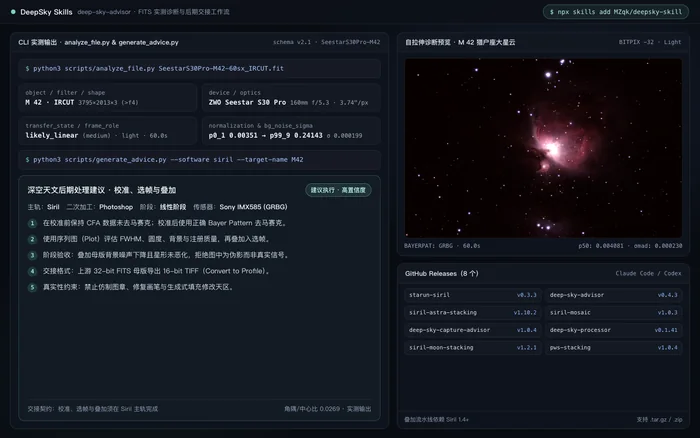 DeepSky Skills deep-sky-advisor · FITS 实测诊断与后期交接工作流
$ npx skills add MZqk/deepsky-skill
CLI 实测输出 · analyze_file.py & generate_advice.py
schema v2.1 · SeestarS30Pro-M42
$ python3 scripts/analyze_file.py SeestarS30Pro-M42-60sx_IRCUT.fit
object / filter / shape
M 42 · IRCUT 3795×2013×3 (>f4)
device / optics
ZWO Seestar S30 Pro 160mm f/5.3 · 3.74"/px
transfer_state / frame_role
likely_linear (medium) · light · 60.0s
normalization & bg_noise_sigma
p0_1 0.00351 → p99_9 0.24143 σ 0.000199
$ python3 scripts/generate_advice.py --software siril --target-name M42
深空天文后期处理建议 · 校准、选帧与叠加
建议执行 · 高置信度
主轨: Siril 二次加工: Photoshop 阶段: 线性阶段 传感器: Sony IMX585 (GRBG)
1 在校准前保持 CFA 数据未去马赛克；校准后使用正确 Bayer Pattern 去马赛克。
2 使用序列图（Plot）评估 FWHM、圆度、背景与注册质量，再叠加入选帧。
3 阶段验收：叠加母版背景噪声下降且星形未恶化，拒绝图中为伪影而非真实信号。
4 交接格式：上游 32-bit FITS 母版导出 16-bit TIFF（Convert to Profile）。
5 真实性约束：禁止仿制图章、修复画笔与生成式填充修改天区。
交接契约：校准、选帧与叠加须在 Siril 主轨完成
角隅/中心比 0.0269 · 实测输出
自拉伸诊断预览 · M 42 猎户座大星云
BITPIX -32 · Light
BAYERPAT: GRBG · 60.0s
p50: 0.004081 · σmad: 0.000230
GitHub Releases (8 个)
Claude Code / Codex
starun-siril v0.3.3
deep-sky-advisor v0.4.3
siril-astra-stacking v1.10.2
siril-mosaic v1.0.3
deep-sky-capture-advisor v1.0.4
deep-sky-processor v0.1.41
siril-moon-stacking v1.2.1
pws-stacking v1.0.4
叠加流水线依赖 Siril 1.4+
支持 .tar.gz / .zip